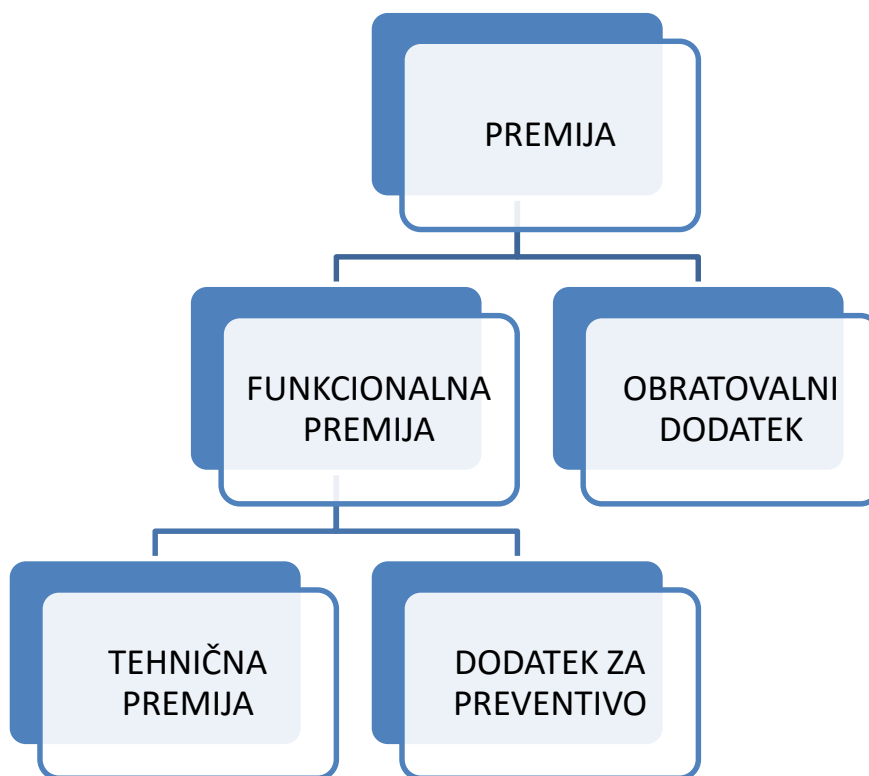 PREMIJA
FUNKCIONALNA
PREMIJA
OBRATOVALNI
DODATEK
TEHNIČNA
PREMIJA
DODATEK ZA
PREVENTIVO